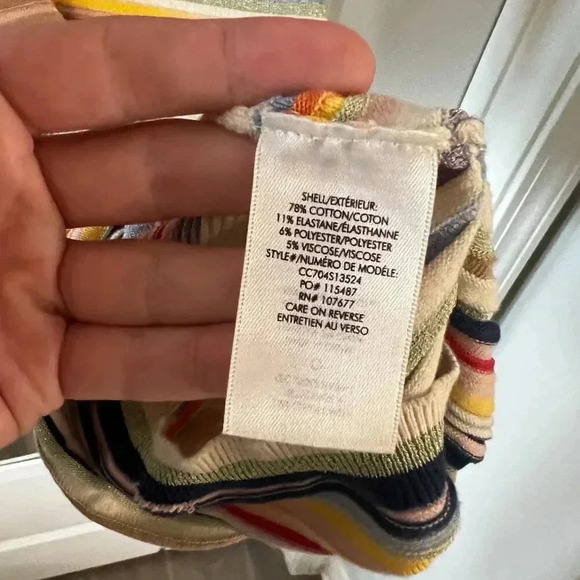 SHELL/EXTÉRIEUR:
78% COTTON/COTON
11% ELASTANE/ÉLASTHANNE
6% POLYESTER/POLYESTER
5% VISCOSE/VISCOSE
STYLE#/NUMÉRO DE MODÈLE:
CC704S13524
PO# 115487
RN# 107677
CARE ON REVERSE
ENTRETIEN AU VERSO